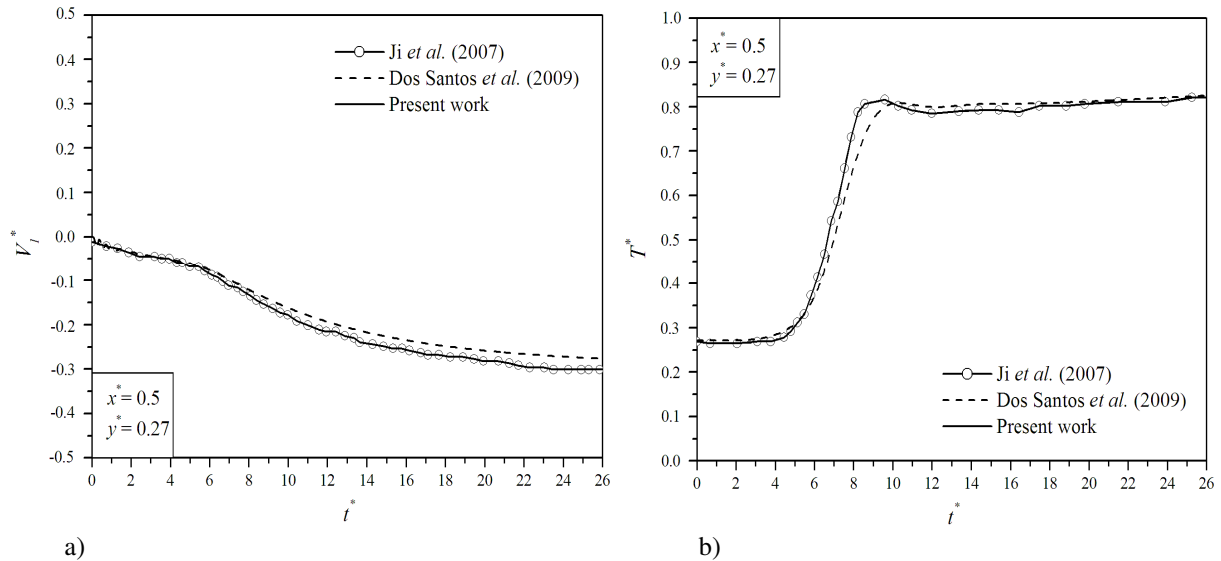 0.5
0.4
0.3
0.2
0.1
0.0
-0.1
-0.2
-0.3
-0.4
-0.5
V₁*
Ji et al. (2007)
Dos Santos et al. (2009)
Present work
x* = 0.5
y* = 0.27
0 2 4 6 8 10 12 14 16 18 20 22 24 26
t*
a)
1.0
0.9
0.8
0.7
0.6
0.5
0.4
0.3
0.2
0.1
0.0
T*
x* = 0.5
y* = 0.27
Ji et al. (2007)
Dos Santos et al. (2009)
Present work
0 2 4 6 8 10 12 14 16 18 20 22 24 26
t*
b)